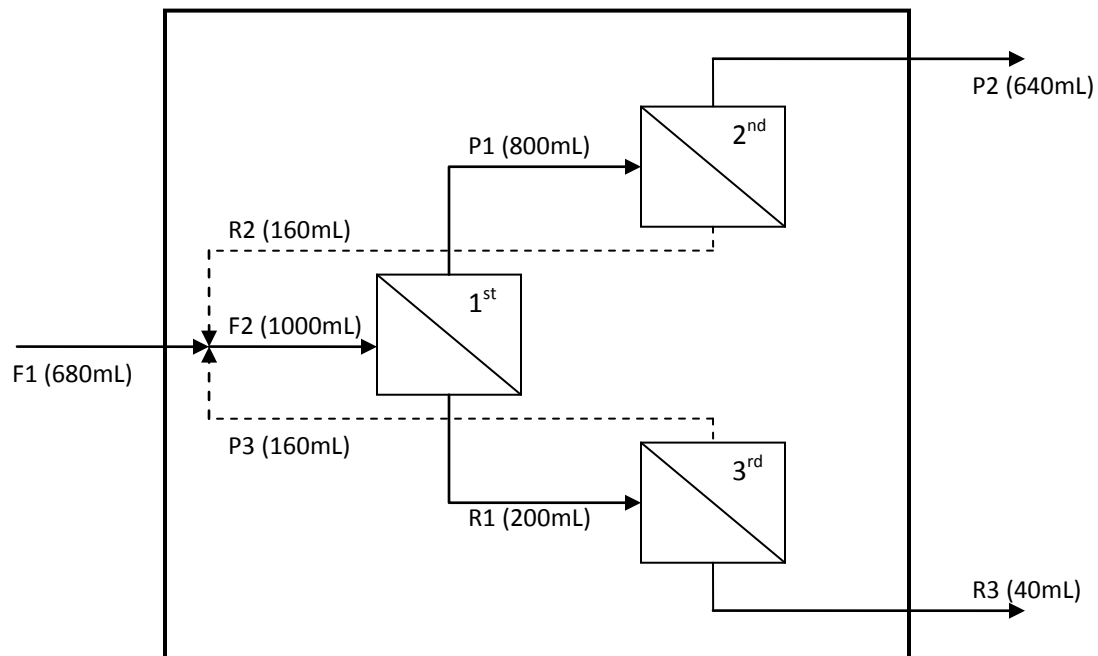 P2 (640mL)
2nd
P1 (800mL)
R2 (160mL)
1st
F2 (1000mL)
F1 (680mL)
P3 (160mL)
3rd
R1 (200mL)
R3 (40mL)